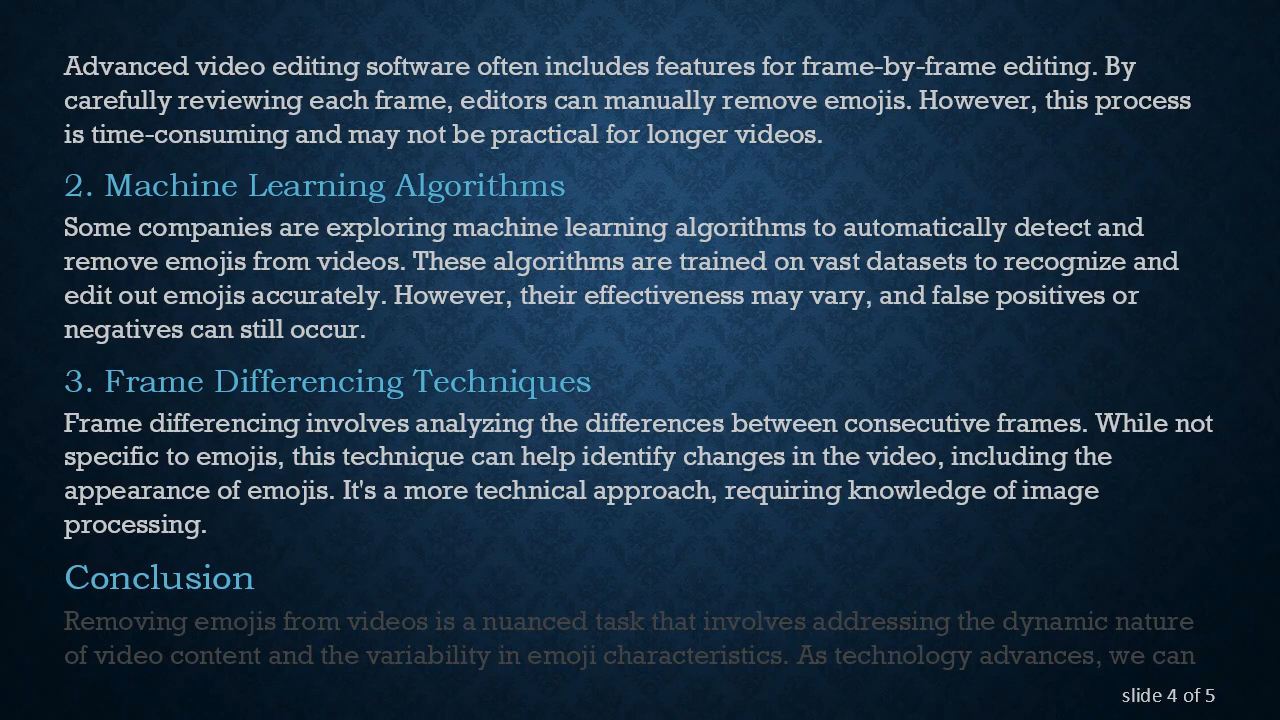 Advanced video editing software often includes features for frame-by-frame editing. By
carefully reviewing each frame, editors can manually remove emojis. However, this process
is time-consuming and may not be practical for longer videos.
2. Machine Learning Algorithms
Some companies are exploring machine learning algorithms to automatically detect and
remove emojis from videos. These algorithms are trained on vast datasets to recognize and
edit out emojis accurately. However, their effectiveness may vary, and false positives or
negatives can still occur.
3. Frame Differencing Techniques
Frame differencing involves analyzing the differences between consecutive frames. While not
specific to emojis, this technique can help identify changes in the video, including the
appearance of emojis. It's a more technical approach, requiring knowledge of image
processing.
Conclusion
Removing emojis from videos is a nuanced task that involves addressing the dynamic nature
of video content and the variability in emoji characteristics. As technology advances, we can
slide 4 of 5